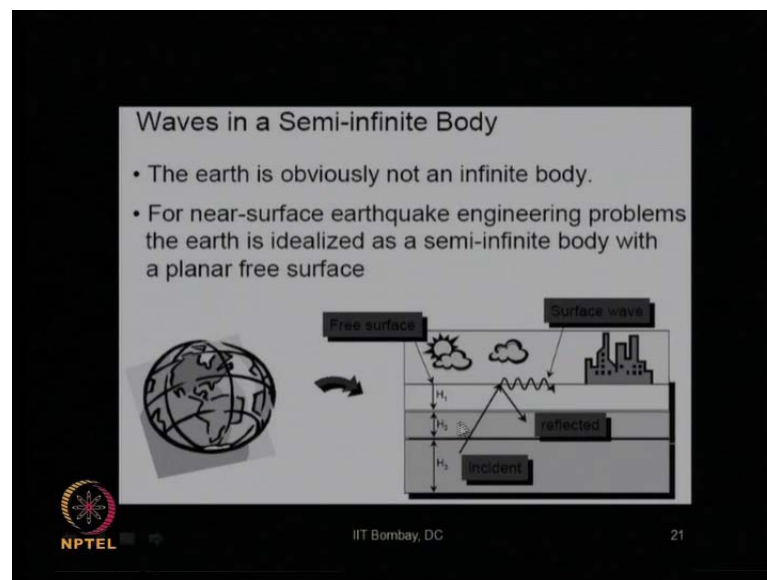 Waves in a Semi-infinite Body
• The earth is obviously not an infinite body.
• For near-surface earthquake engineering problems
the earth is idealized as a semi-infinite body with
a planar free surface
Surface wave
Free surface
H₁
H₂
reflected
H₃
incident
NPTEL
IIT Bombay, DC
21